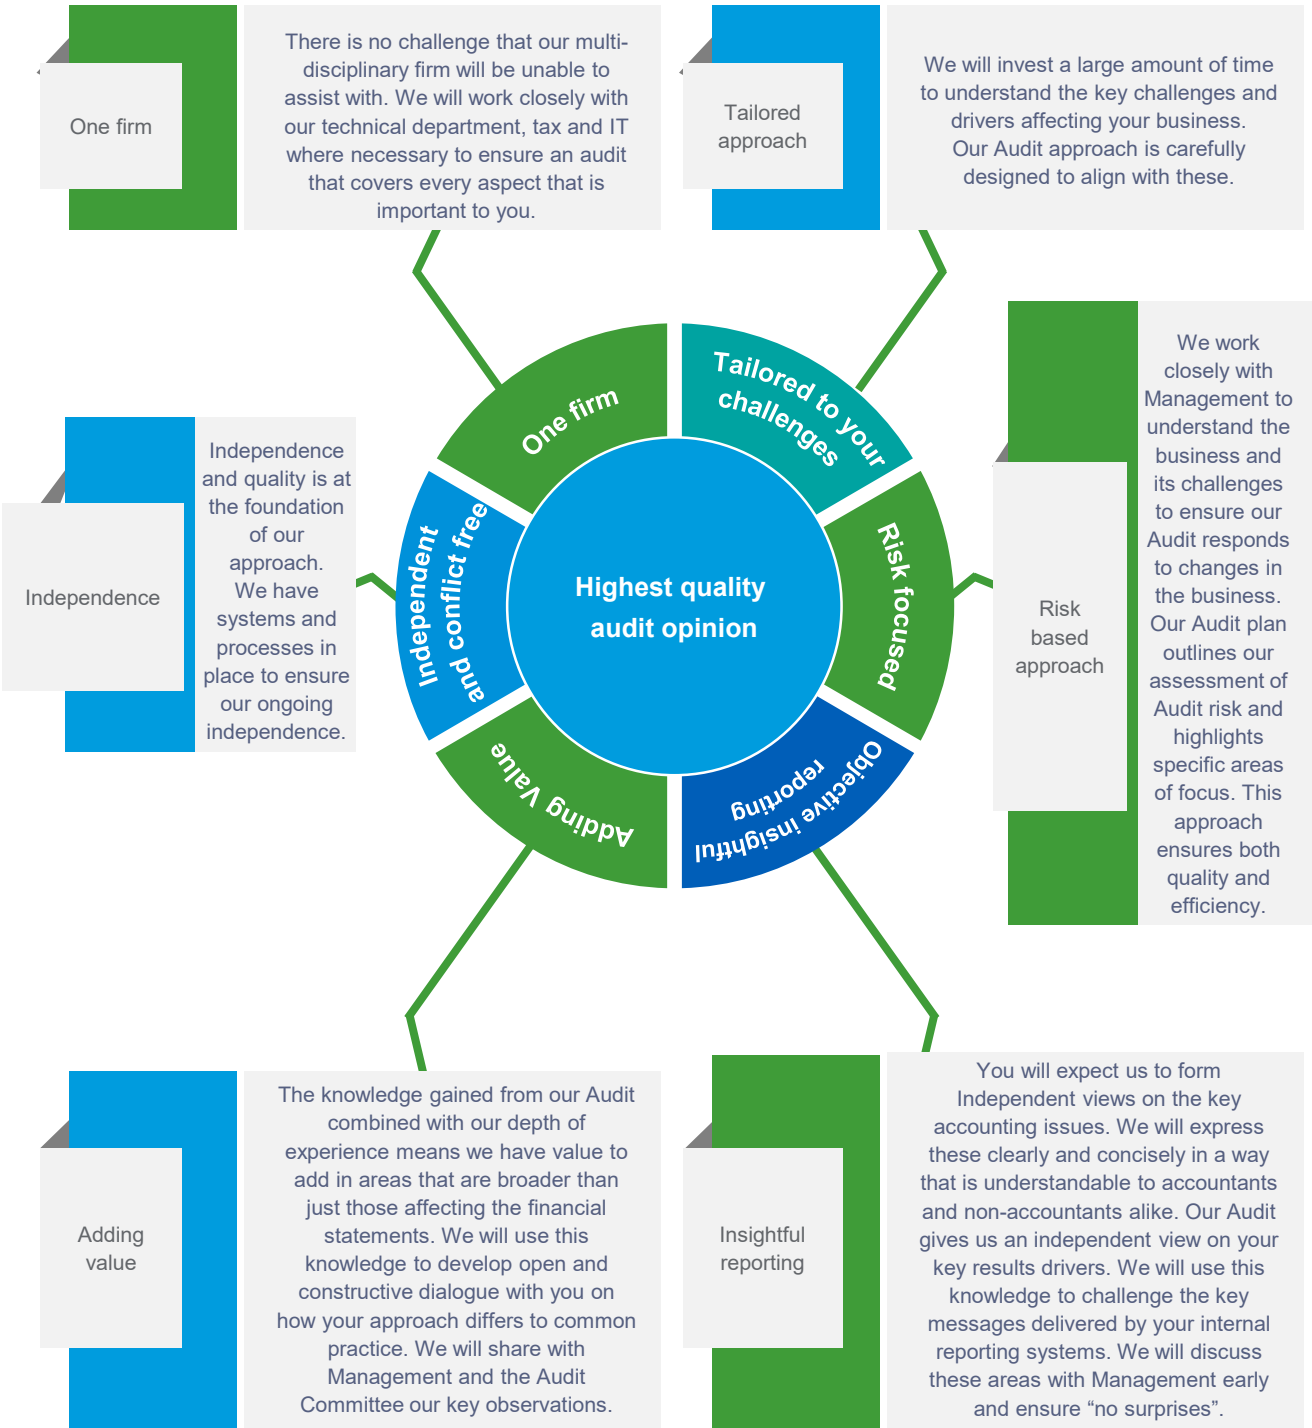 One firm
There is no challenge that our multi-
disciplinary firm will be unable to
assist with. We will work closely with
our technical department, tax and IT
where necessary to ensure an audit
that covers every aspect that is
important to you.
Tailored
approach
We will invest a large amount of time
to understand the key challenges and
drivers affecting your business.
Our Audit approach is carefully
designed to align with these.
One firm
Tailored to your
challenges
Independence
Independence
and quality is at
the foundation
of our
approach.
We have
systems and
processes in
place to ensure
our ongoing
independence.
Independent
and conflict free
Highest quality
audit opinion
Risk focused
Risk
based
approach
We work
closely with
Management to
understand the
business and
its challenges
to ensure our
Audit responds
to changes in
the business.
Our Audit plan
outlines our
assessment of
Audit risk and
highlights
specific areas
of focus. This
approach
ensures both
quality and
efficiency.
Adding Value
Objective insightful
reporting
Adding
value
The knowledge gained from our Audit
combined with our depth of
experience means we have value to
add in areas that are broader than
just those affecting the financial
statements. We will use this
knowledge to develop open and
constructive dialogue with you on
how your approach differs to common
practice. We will share with
Management and the Audit
Committee our key observations.
Insightful
reporting
You will expect us to form
Independent views on the key
accounting issues. We will express
these clearly and concisely in a way
that is understandable to accountants
and non-accountants alike. Our Audit
gives us an independent view on your
key results drivers. We will use this
knowledge to challenge the key
messages delivered by your internal
reporting systems. We will discuss
these areas with Management early
and ensure “no surprises”.